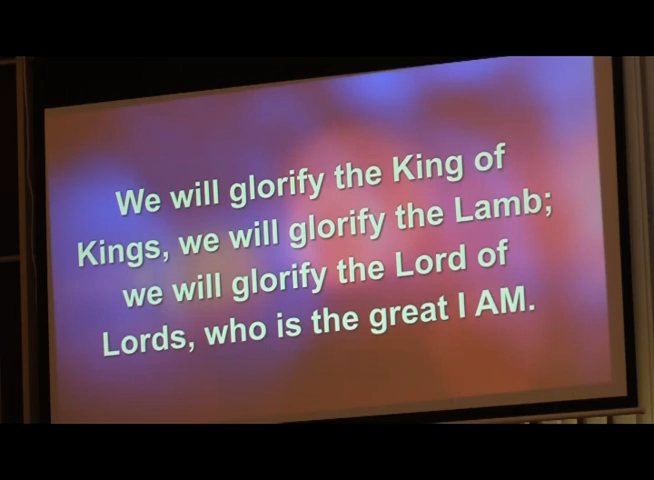 We will glorify the King of
Kings, we will glorify the Lamb;
we will glorify the Lord of
Lords, who is the great I AM.